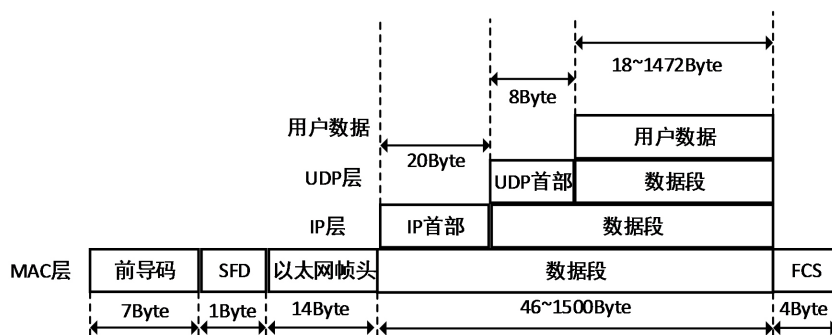 18~1472Byte
8Byte
用户数据 用户数据
20Byte
UDP层 UDP首部 数据段
IP层 IP首部 数据段
MAC层 前导码 SFD 以太网帧头 数据段 FCS
7Byte 1Byte 14Byte 46~1500Byte 4Byte